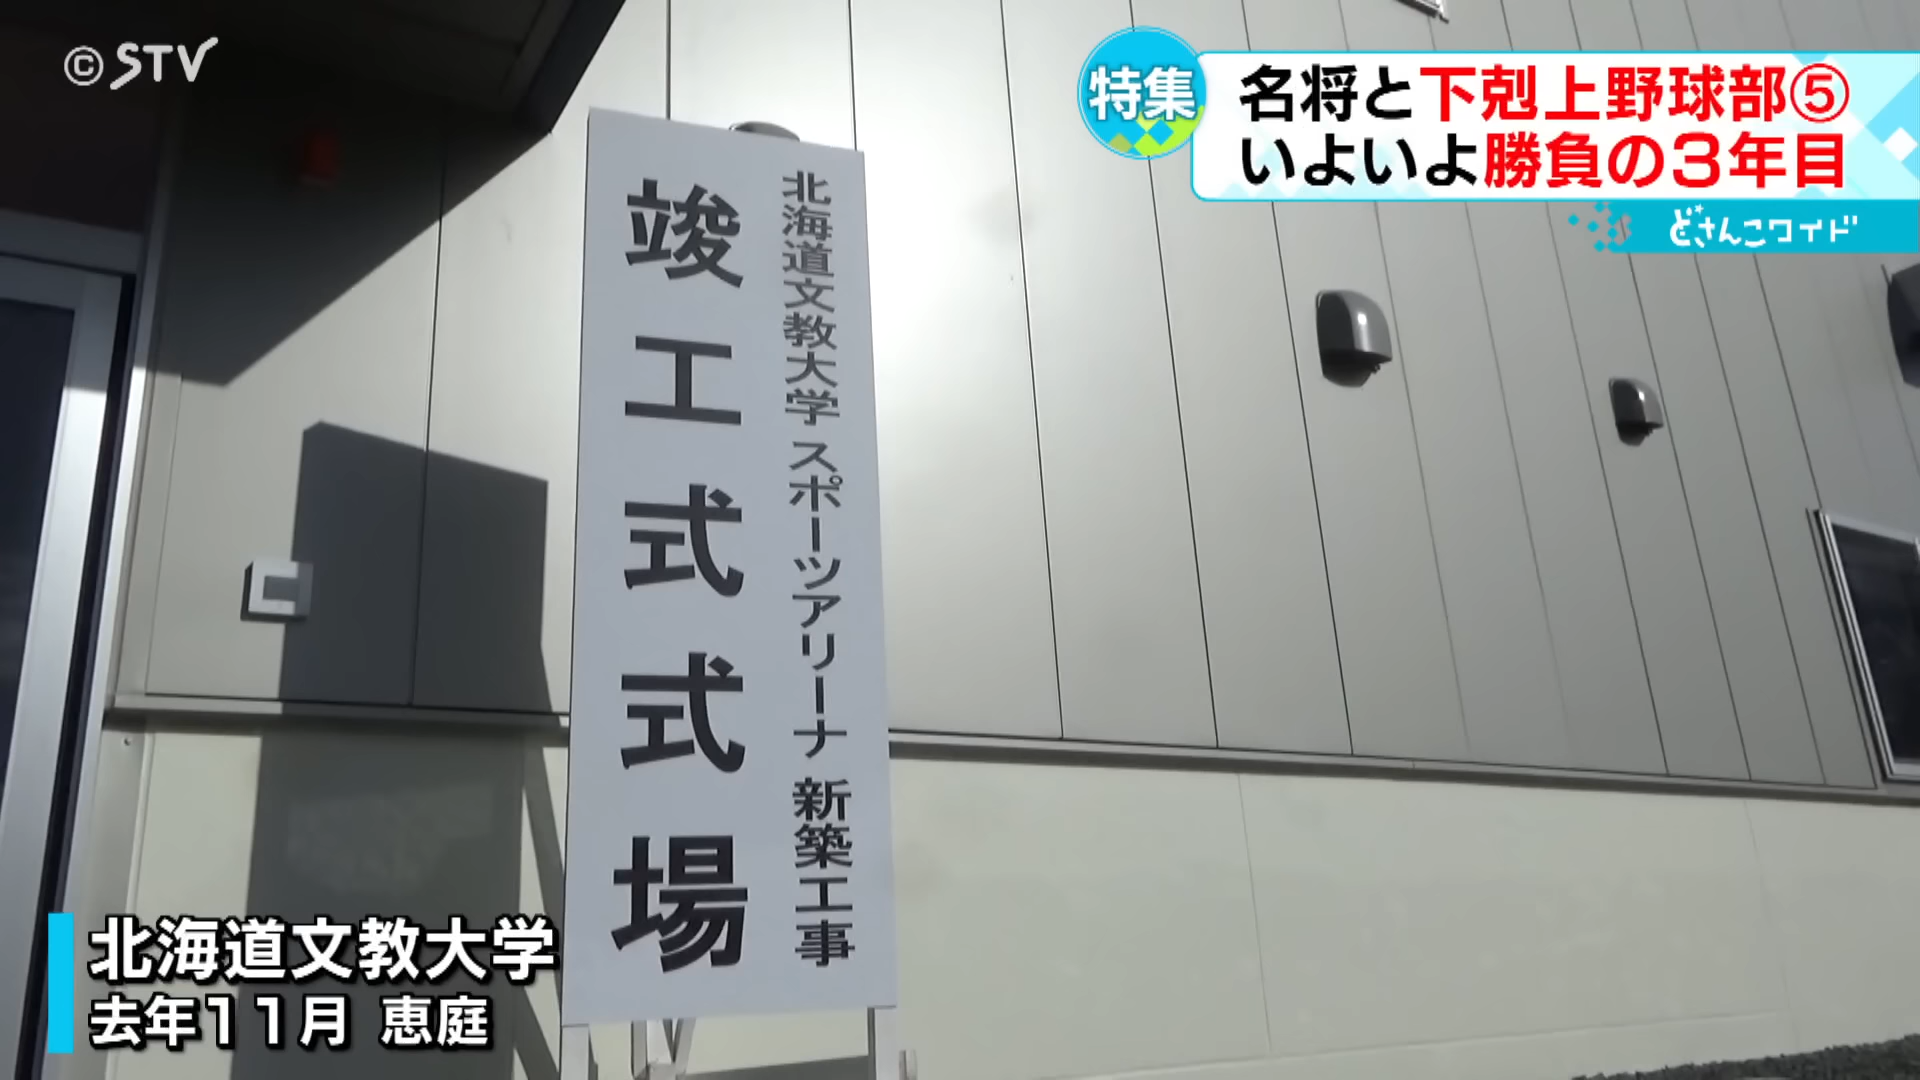 ©STV
特集
名将と下剋上野球部⑤
いよいよ勝負の3年目
どさんこワイド
北海道文教大学 スポーツアリーナ 新築工事
竣工式式場
北海道文教大学
去年11月 恵庭